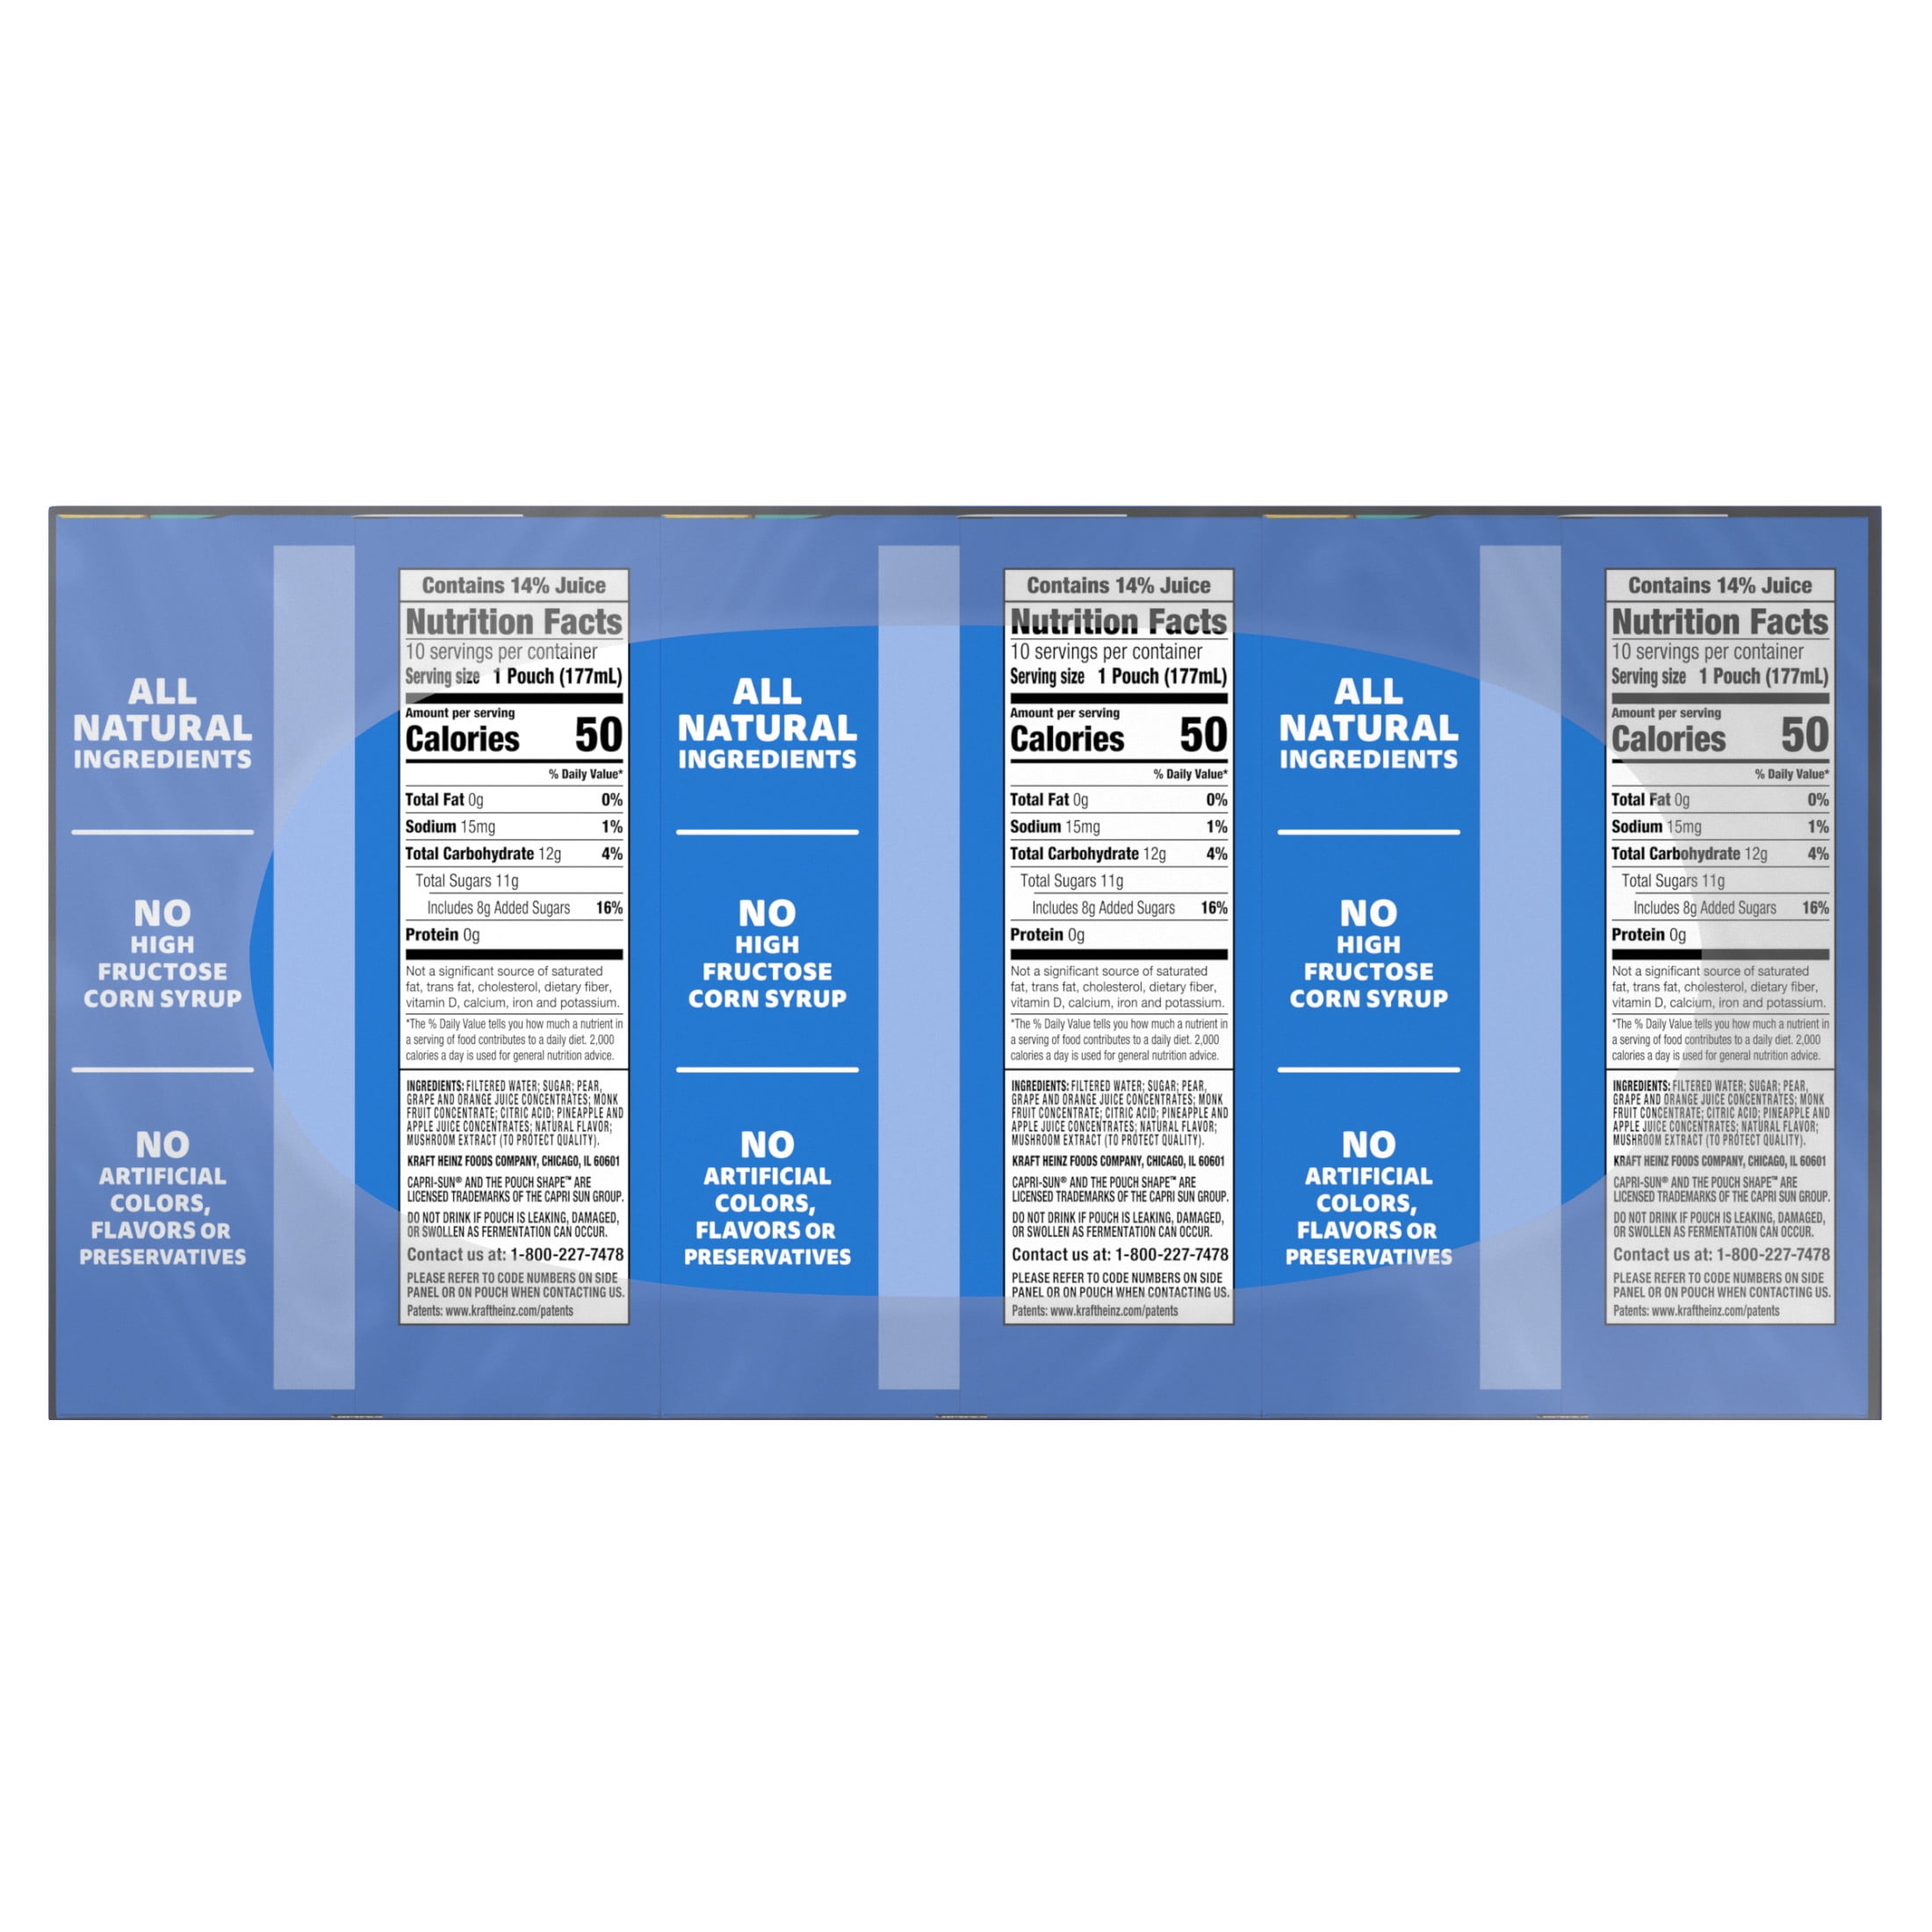 ALL
NATURAL
INGREDIENTS
NO
HIGH
FRUCTOSE
CORN SYRUP
NO
ARTIFICIAL
COLORS,
FLAVORS OR
PRESERVATIVES
Contains 14% Juice
Nutrition Facts
10 servings per container
Serving size 1 Pouch (177mL)
Amount per serving
Calories 50
% Daily Value*
Total Fat 0g 0%
Sodium 15mg 1%
Total Carbohydrate 12g 4%
Total Sugars 11g
Includes 8g Added Sugars 16%
Protein 0g
Not a significant source of saturated
fat, trans fat, cholesterol, dietary fiber,
vitamin D, calcium, iron and potassium.
*The % Daily Value tells you how much a nutrient in
a serving of food contributes to a daily diet. 2,000
calories a day is used for general nutrition advice.
INGREDIENTS: FILTERED WATER; SUGAR; PEAR,
GRAPE AND ORANGE JUICE CONCENTRATES; MONK
FRUIT CONCENTRATE; CITRIC ACID; PINEAPPLE AND
APPLE JUICE CONCENTRATES; NATURAL FLAVOR;
MUSHROOM EXTRACT (TO PROTECT QUALITY).
KRAFT HEINZ FOODS COMPANY, CHICAGO, IL 60601
CAPRI-SUN® AND THE POUCH SHAPE™ ARE
LICENSED TRADEMARKS OF THE CAPRI SUN GROUP.
DO NOT DRINK IF POUCH IS LEAKING, DAMAGED,
OR SWOLLEN AS FERMENTATION CAN OCCUR.
Contact us at: 1-800-227-7478
PLEASE REFER TO CODE NUMBERS ON SIDE
PANEL OR ON POUCH WHEN CONTACTING US.
Patents: www.kraftheinz.com/patents
ALL
NATURAL
INGREDIENTS
NO
HIGH
FRUCTOSE
CORN SYRUP
NO
ARTIFICIAL
COLORS,
FLAVORS OR
PRESERVATIVES
Contains 14% Juice
Nutrition Facts
10 servings per container
Serving size 1 Pouch (177mL)
Amount per serving
Calories 50
% Daily Value*
Total Fat 0g 0%
Sodium 15mg 1%
Total Carbohydrate 12g 4%
Total Sugars 11g
Includes 8g Added Sugars 16%
Protein 0g
Not a significant source of saturated
fat, trans fat, cholesterol, dietary fiber,
vitamin D, calcium, iron and potassium.
*The % Daily Value tells you how much a nutrient in
a serving of food contributes to a daily diet. 2,000
calories a day is used for general nutrition advice.
INGREDIENTS: FILTERED WATER; SUGAR; PEAR,
GRAPE AND ORANGE JUICE CONCENTRATES; MONK
FRUIT CONCENTRATE; CITRIC ACID; PINEAPPLE AND
APPLE JUICE CONCENTRATES; NATURAL FLAVOR;
MUSHROOM EXTRACT (TO PROTECT QUALITY).
KRAFT HEINZ FOODS COMPANY, CHICAGO, IL 60601
CAPRI-SUN® AND THE POUCH SHAPE™ ARE
LICENSED TRADEMARKS OF THE CAPRI SUN GROUP.
DO NOT DRINK IF POUCH IS LEAKING, DAMAGED,
OR SWOLLEN AS FERMENTATION CAN OCCUR.
Contact us at: 1-800-227-7478
PLEASE REFER TO CODE NUMBERS ON SIDE
PANEL OR ON POUCH WHEN CONTACTING US.
Patents: www.kraftheinz.com/patents
ALL
NATURAL
INGREDIENTS
NO
HIGH
FRUCTOSE
CORN SYRUP
NO
ARTIFICIAL
COLORS,
FLAVORS OR
PRESERVATIVES
Contains 14% Juice
Nutrition Facts
10 servings per container
Serving size 1 Pouch (177mL)
Amount per serving
Calories 50
% Daily Value*
Total Fat 0g 0%
Sodium 15mg 1%
Total Carbohydrate 12g 4%
Total Sugars 11g
Includes 8g Added Sugars 16%
Protein 0g
Not a significant source of saturated
fat, trans fat, cholesterol, dietary fiber,
vitamin D, calcium, iron and potassium.
*The % Daily Value tells you how much a nutrient in
a serving of food contributes to a daily diet. 2,000
calories a day is used for general nutrition advice.
INGREDIENTS: FILTERED WATER; SUGAR; PEAR,
GRAPE AND ORANGE JUICE CONCENTRATES; MONK
FRUIT CONCENTRATE; CITRIC ACID; PINEAPPLE AND
APPLE JUICE CONCENTRATES; NATURAL FLAVOR;
MUSHROOM EXTRACT (TO PROTECT QUALITY).
KRAFT HEINZ FOODS COMPANY, CHICAGO, IL 60601
CAPRI-SUN® AND THE POUCH SHAPE™ ARE
LICENSED TRADEMARKS OF THE CAPRI SUN GROUP.
DO NOT DRINK IF POUCH IS LEAKING, DAMAGED,
OR SWOLLEN AS FERMENTATION CAN OCCUR.
Contact us at: 1-800-227-7478
PLEASE REFER TO CODE NUMBERS ON SIDE
PANEL OR ON POUCH WHEN CONTACTING US.
Patents: www.kraftheinz.com/patents